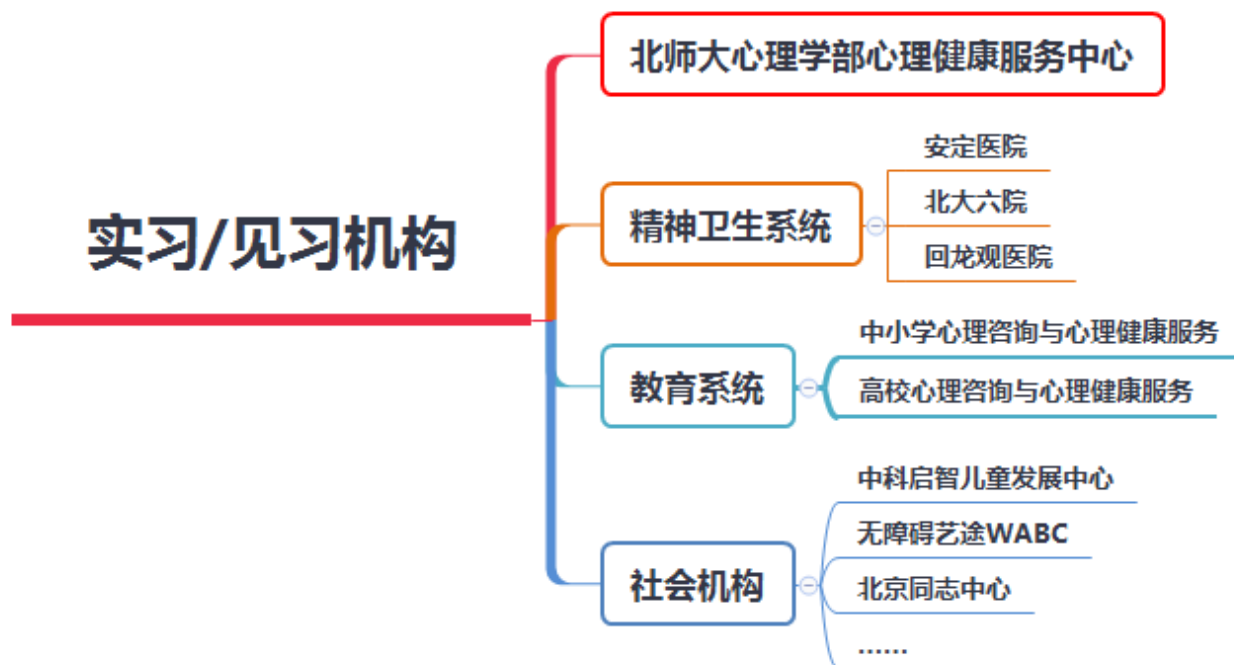 实习/见习机构
北师大心理学部心理健康服务中心
精神卫生系统
安定医院
北大六院
回龙观医院
教育系统
中小学心理咨询与心理健康服务
高校心理咨询与心理健康服务
社会机构
中科启智儿童发展中心
无障碍艺途WABC
北京同志中心
......